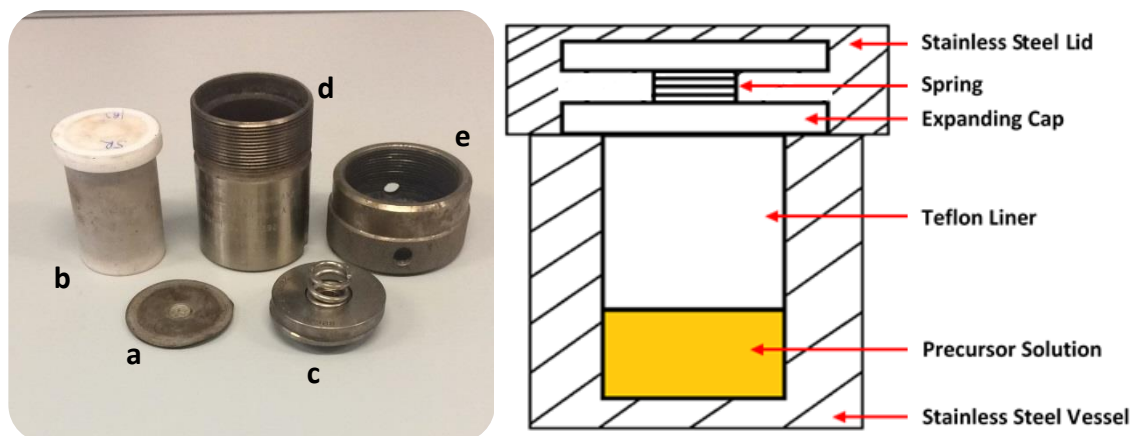 d
e
b
a
c
Stainless Steel Lid
Spring
Expanding Cap
Teflon Liner
Precursor Solution
Stainless Steel Vessel